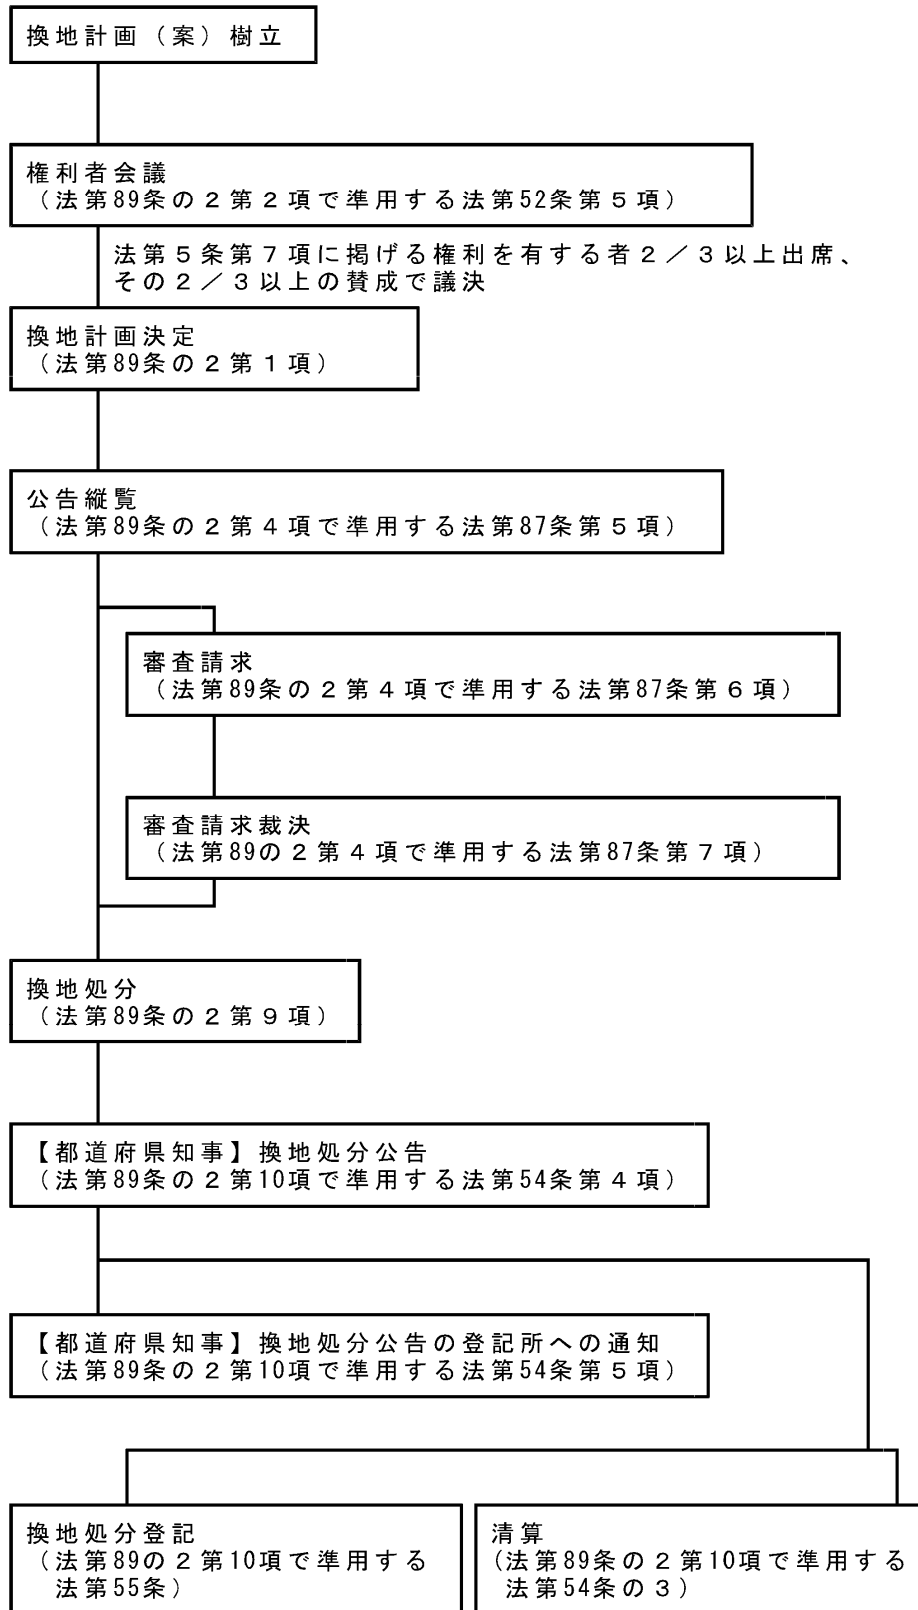 換地計画（案）樹立
権利者会議
（法第89条の２第２項で準用する法第52条第５項）
法第５条第７項に掲げる権利を有する者２／３以上出席、
その２／３以上の賛成で議決
換地計画決定
（法第89条の２第１項）
公告縦覧
（法第89条の２第４項で準用する法第87条第５項）
審査請求
（法第89条の２第４項で準用する法第87条第６項）
審査請求裁決
（法第89の２第４項で準用する法第87条第７項）
換地処分
（法第89条の２第９項）
【都道府県知事】換地処分公告
（法第89条の２第10項で準用する法第54条第４項）
【都道府県知事】換地処分公告の登記所への通知
（法第89条の２第10項で準用する法第54条第５項）
換地処分登記
（法第89の２第10項で準用する
法第55条）
清算
(法第89条の２第10項で準用する
法第54条の３）